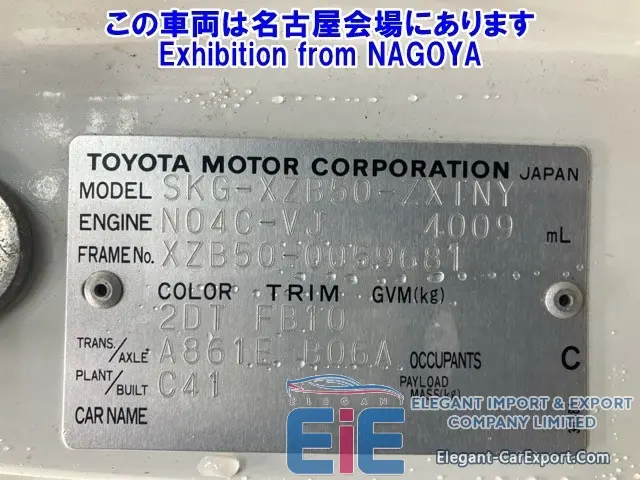 この車両は名古屋会場にあります
Exhibition from NAGOYA
TOYOTA MOTOR CORPORATION JAPAN
MODEL SKG-XZB50-ZXTNY
ENGINE N04C-VJ 4009 mL
FRAME No. XZB50-0059681
COLOR TRIM GVM(kg)
2DT FB10
TRANS./AXLE A861E B06A OCCUPANTS C
PLANT/BUILT C41 PAYLOAD MASS(kg)
CAR NAME
ELEGANT
EiE
ELEGANT IMPORT & EXPORT
COMPANY LIMITED
Elegant-CarExport.Com